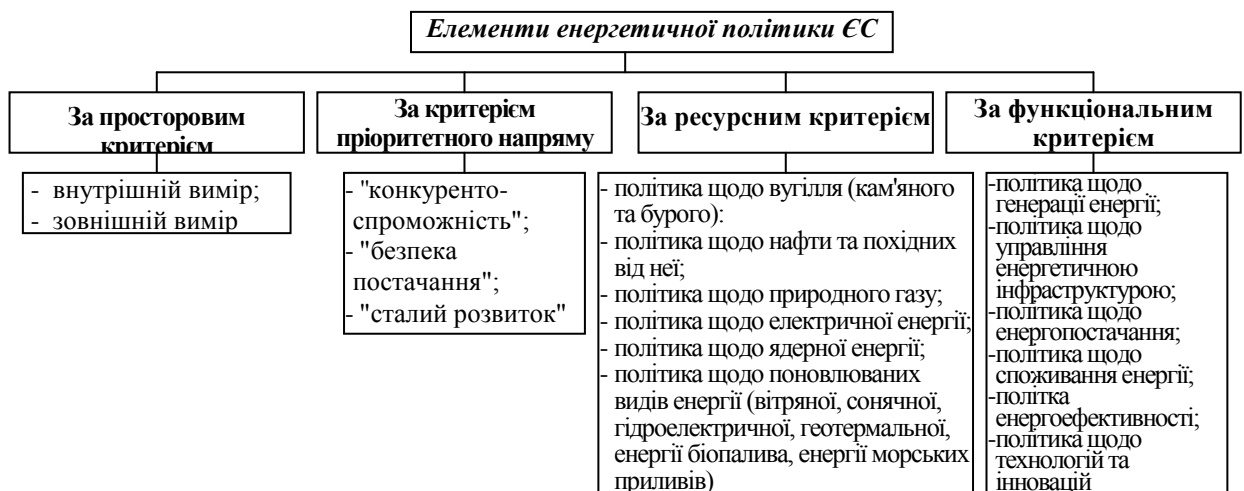 Елементи енергетичної політики ЄС
За просторовим
критерієм
- внутрішній вимір;
- зовнішній вимір
За критерієм
пріоритетного напряму
- "конкуренто-
спроможність";
- "безпека
постачання";
- "сталий розвиток"
За ресурсним критерієм
- політика щодо вугілля (кам'яного
та бурого):
- політика щодо нафти та похідних
від неї;
- політика щодо природного газу;
- політика щодо електричної енергії;
- політика щодо ядерної енергії;
- політика щодо поновлюваних
видів енергії (вітряної, сонячної,
гідроелектричної, геотермальної,
енергії біопалива, енергії морських
приливів)
За функціональним
критерієм
-політика щодо
генерації енергії;
-політика щодо
управління
енергетичною
інфраструктурою;
-політика щодо
енергопостачання;
-політика щодо
споживання енергії;
-політка
енергоефективності;
-політика щодо
технологій та
інновацій